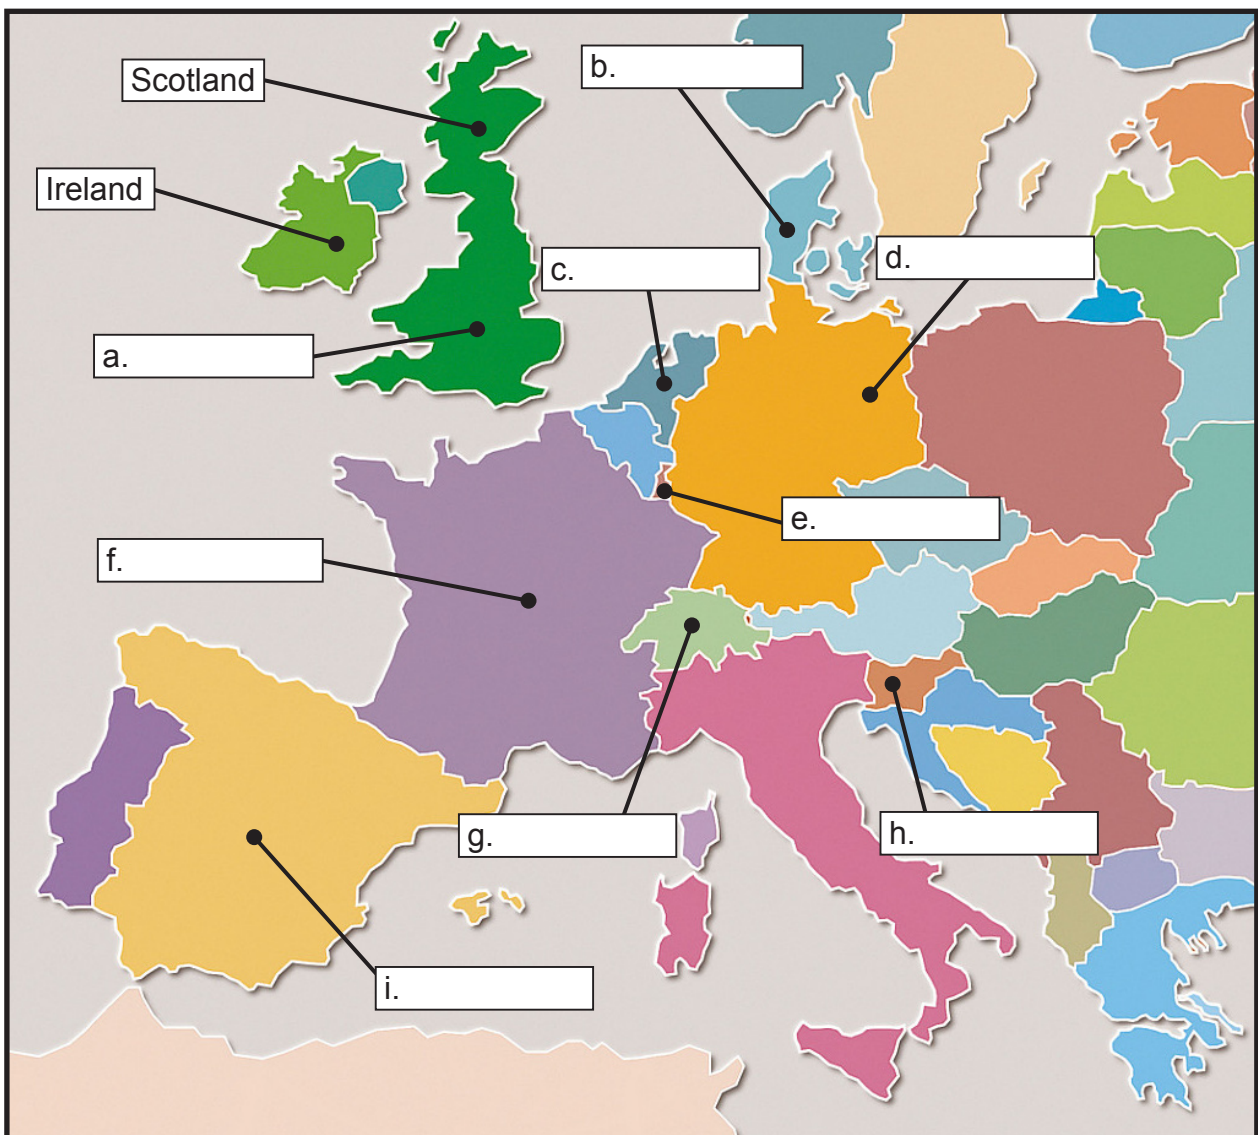 Scotland
b.
Ireland
c.
d.
a.
e.
f.
g.
h.
i.